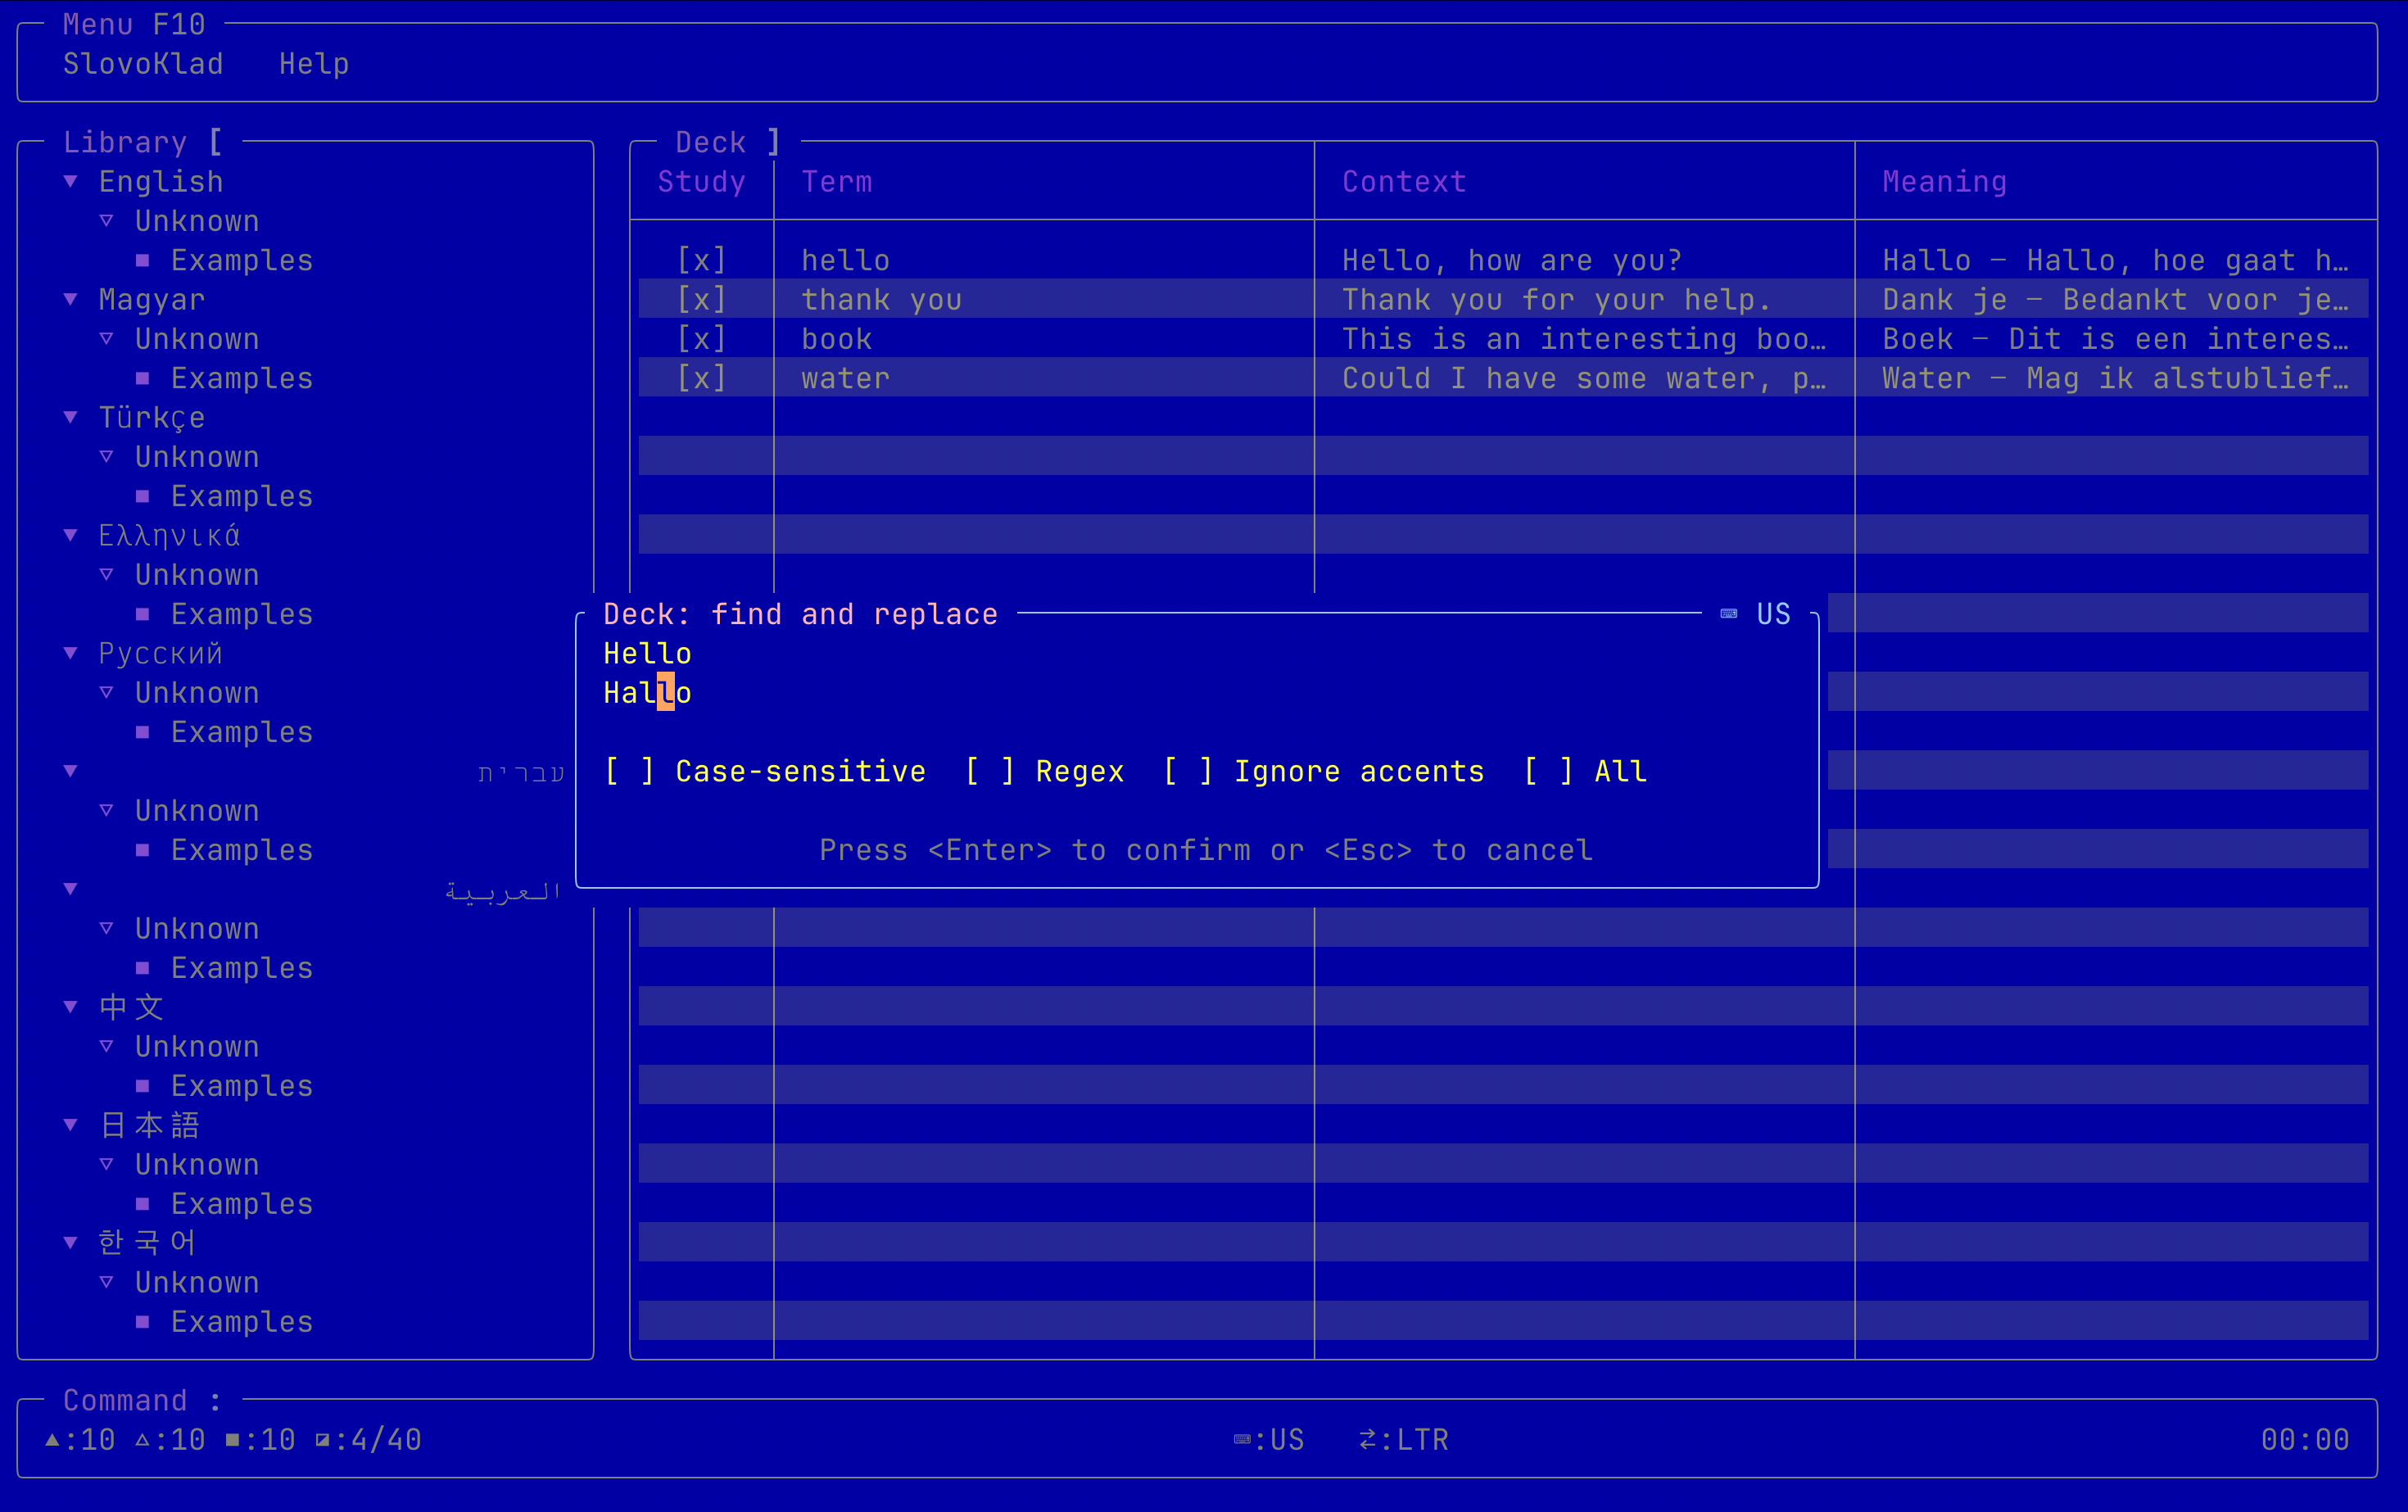 Menu F10
SlovoKlad Help
Library [
▼ English
▽ Unknown
■ Examples
▼ Magyar
▽ Unknown
■ Examples
▼ Türkçe
▽ Unknown
■ Examples
▼ Ελληνικά
▽ Unknown
■ Examples
▼ Русский
▽ Unknown
■ Examples
▼ עברית
▽ Unknown
■ Examples
▼ العربية
▽ Unknown
■ Examples
▼ 中文
▽ Unknown
■ Examples
▼ 日本語
▽ Unknown
■ Examples
▼ 한국어
▽ Unknown
■ Examples
Deck ]
Study Term Context Meaning
[x] hello Hello, how are you? Hallo — Hallo, hoe gaat h…
[x] thank you Thank you for your help. Dank je — Bedankt voor je…
[x] book This is an interesting boo… Boek — Dit is een interes…
[x] water Could I have some water, p… Water — Mag ik alstublief…
Deck: find and replace ⌨ US
Hello
Hallo
[ ] Case-sensitive [ ] Regex [ ] Ignore accents [ ] All
Press <Enter> to confirm or <Esc> to cancel
Command :
▲:10 △:10 ■:10 ◪:4/40 ⌨:US ⇄:LTR 00:00